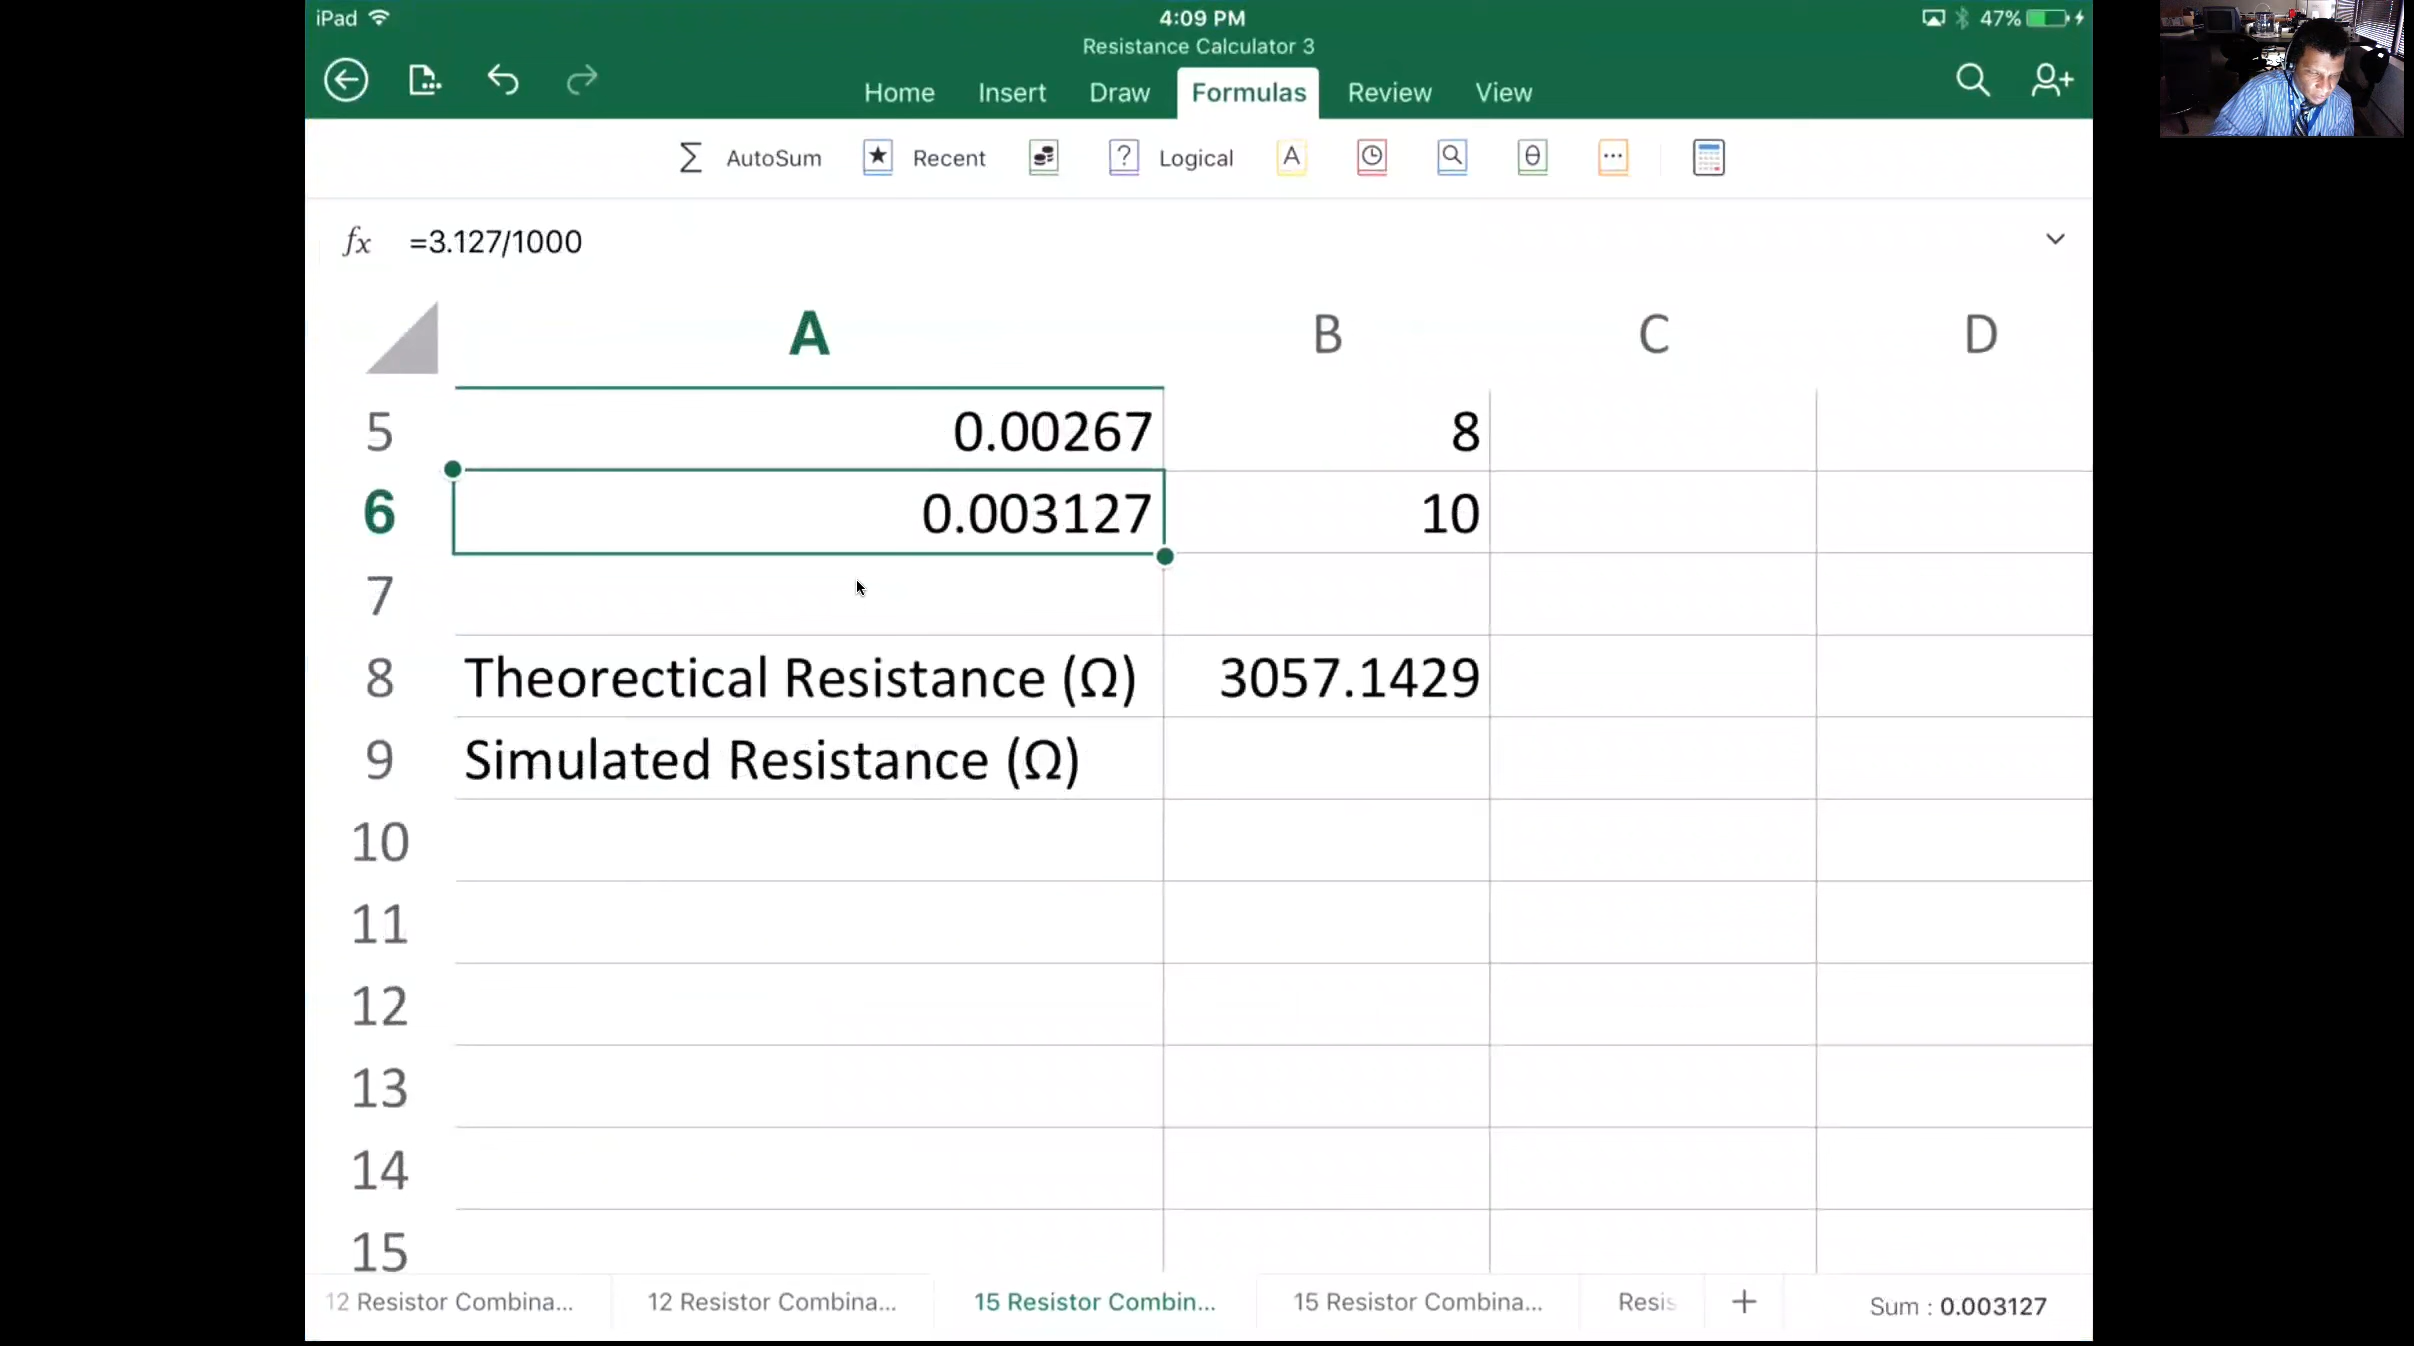 iPad 4:09 PM 47%
Resistance Calculator 3
Home Insert Draw Formulas Review View
Σ AutoSum Recent ? Logical A θ ...
fx =3.127/1000
A B C D
5 0.00267 8
6 0.003127 10
7
8 Theorectical Resistance (Ω) 3057.1429
9 Simulated Resistance (Ω)
10
11
12
13
14
15
12 Resistor Combina... 12 Resistor Combina... 15 Resistor Combin... 15 Resistor Combina... Resis + Sum : 0.003127